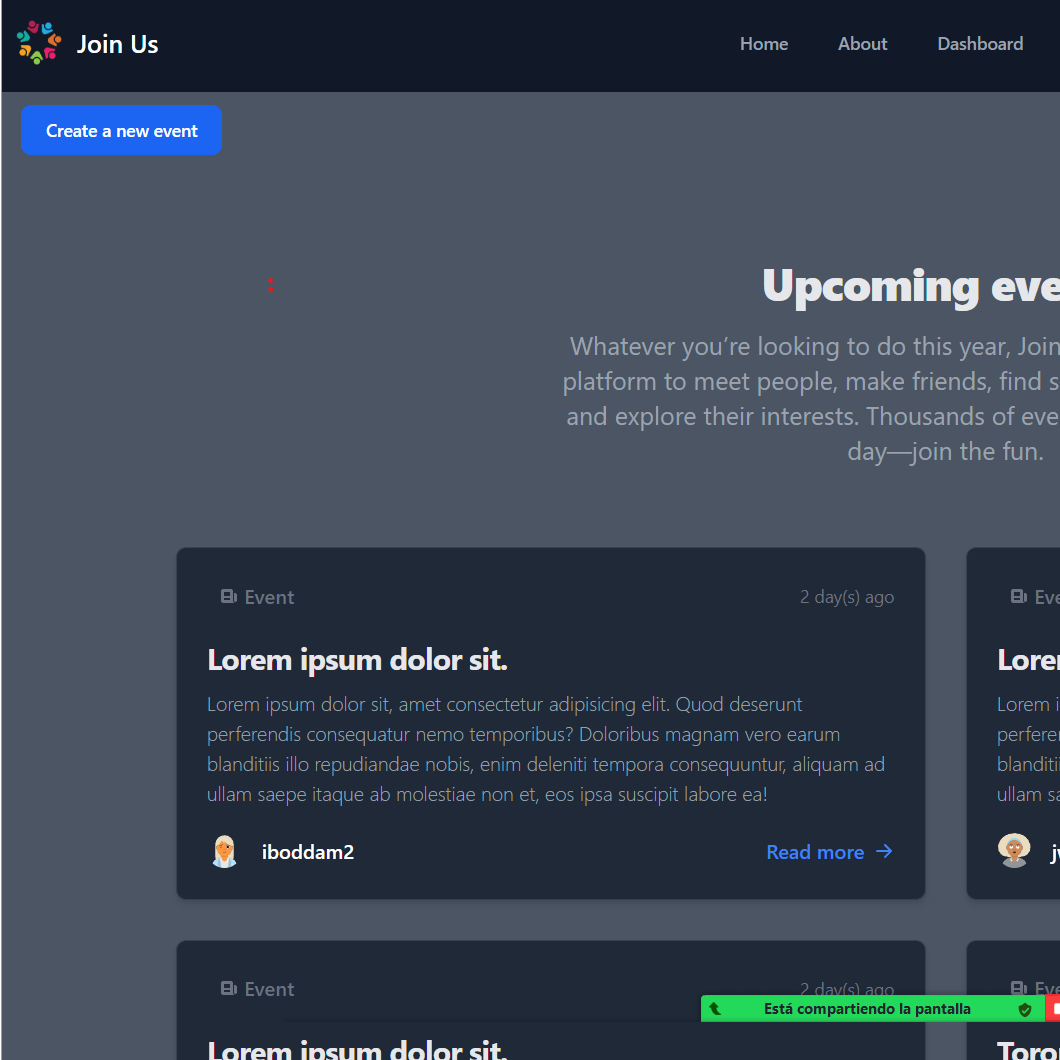 Join Us
Home
About
Dashboard
Create a new event
Upcoming eve
Whatever you’re looking to do this year, Join
platform to meet people, make friends, find s
and explore their interests. Thousands of eve
day—join the fun.
Event
2 day(s) ago
Lorem ipsum dolor sit.
Lorem ipsum dolor sit, amet consectetur adipisicing elit. Quod deserunt
perferendis consequatur nemo temporibus? Doloribus magnam vero earum
blanditiis illo repudiandae nobis, enim deleniti tempora consequuntur, aliquam ad
ullam saepe itaque ab molestiae non et, eos ipsa suscipit labore ea!
iboddam2
Read more
Eve
Lore
Lorem i
perfere
blanditi
ullam sa
Event
2 day(s) ago
Lorem ipsum dolor sit.
Eve
Está compartiendo la pantalla